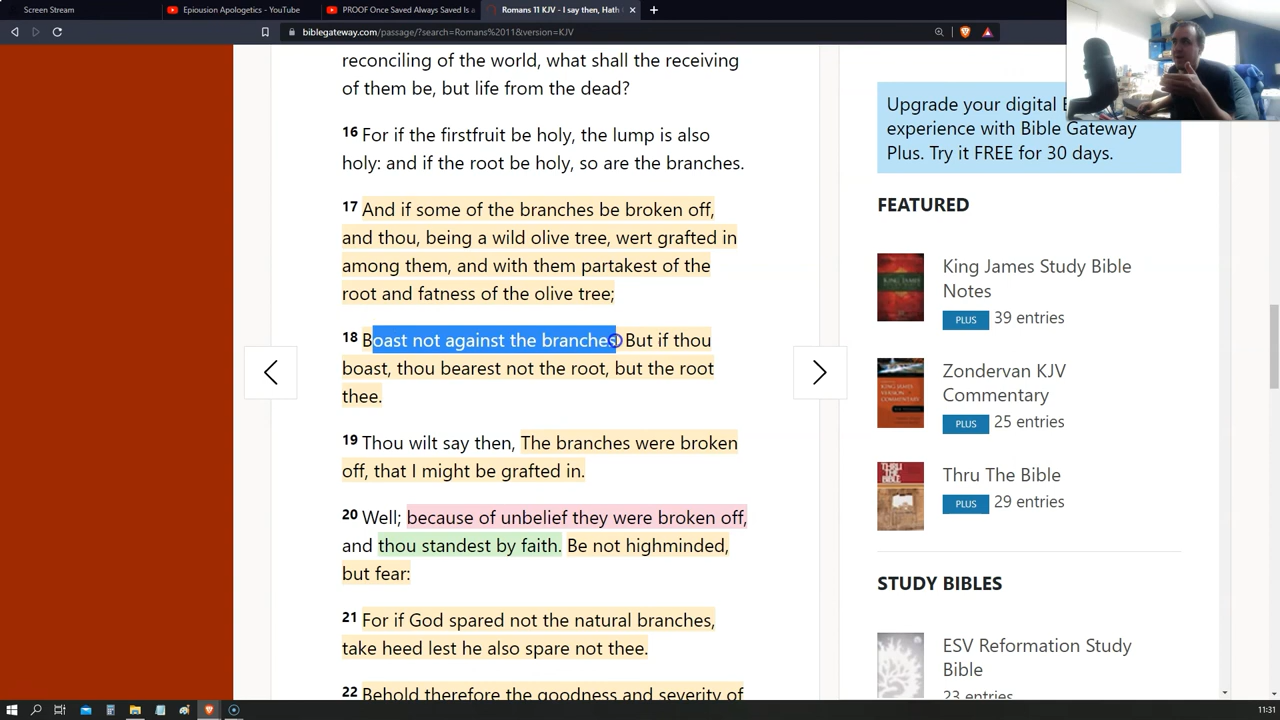 Screen Stream
Epiousion Apologetics - YouTube
PROOF Once Saved Always Saved Is a
Romans 11 KJV - I say then, Hath
biblegateway.com/passage/?search=Romans%2011&version=KJV
reconciling of the world, what shall the receiving
of them be, but life from the dead?
16 For if the firstfruit be holy, the lump is also
holy: and if the root be holy, so are the branches.
17 And if some of the branches be broken off,
and thou, being a wild olive tree, wert grafted in
among them, and with them partakest of the
root and fatness of the olive tree;
18 Boast not against the branches. But if thou
boast, thou bearest not the root, but the root
thee.
19 Thou wilt say then, The branches were broken
off, that I might be grafted in.
20 Well; because of unbelief they were broken off,
and thou standest by faith. Be not highminded,
but fear:
21 For if God spared not the natural branches,
take heed lest he also spare not thee.
22 Behold therefore the goodness and severity of
Upgrade your digital
experience with Bible Gateway
Plus. Try it FREE for 30 days.
FEATURED
King James Study Bible
Notes
PLUS 39 entries
Zondervan KJV
Commentary
PLUS 25 entries
Thru The Bible
PLUS 29 entries
STUDY BIBLES
ESV Reformation Study
Bible
23 entries
11:31